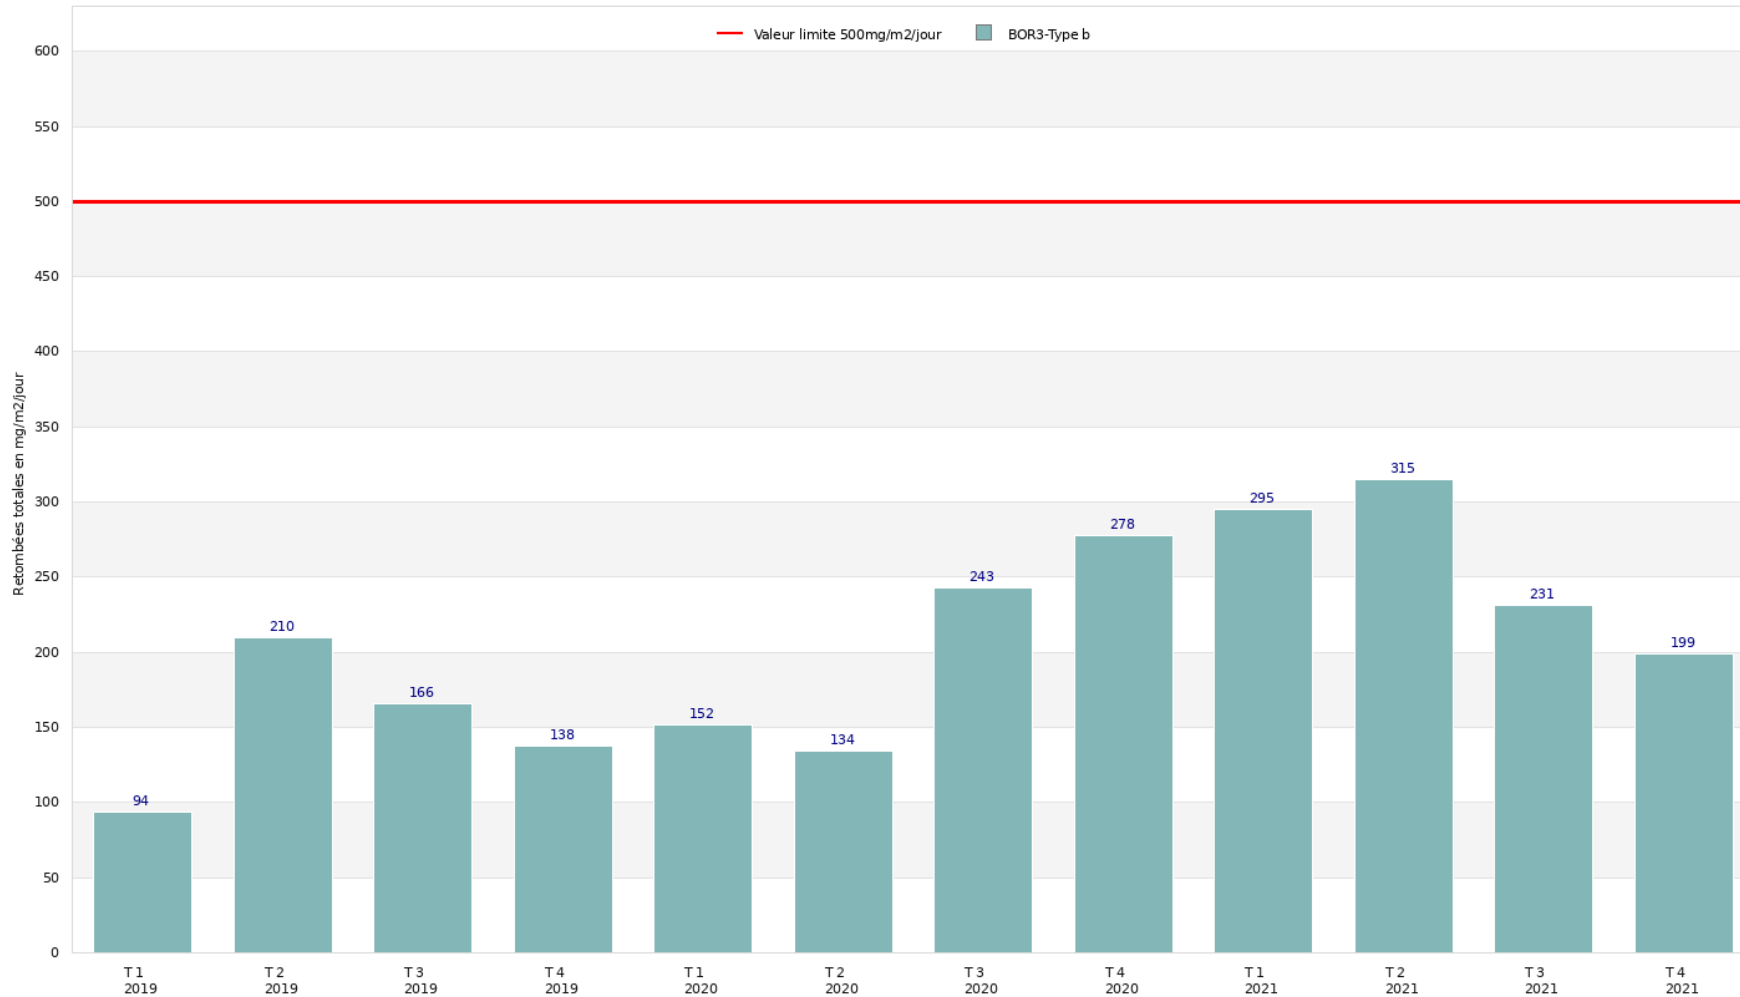 Valeur limite 500mg/m2/jour
BOR3-Type b
Retombées totales en mg/m2/jour
600
550
500
450
400
350
300
250
200
150
100
50
0
94
210
166
138
152
134
243
278
295
315
231
199
T 1
2019
T 2
2019
T 3
2019
T 4
2019
T 1
2020
T 2
2020
T 3
2020
T 4
2020
T 1
2021
T 2
2021
T 3
2021
T 4
2021